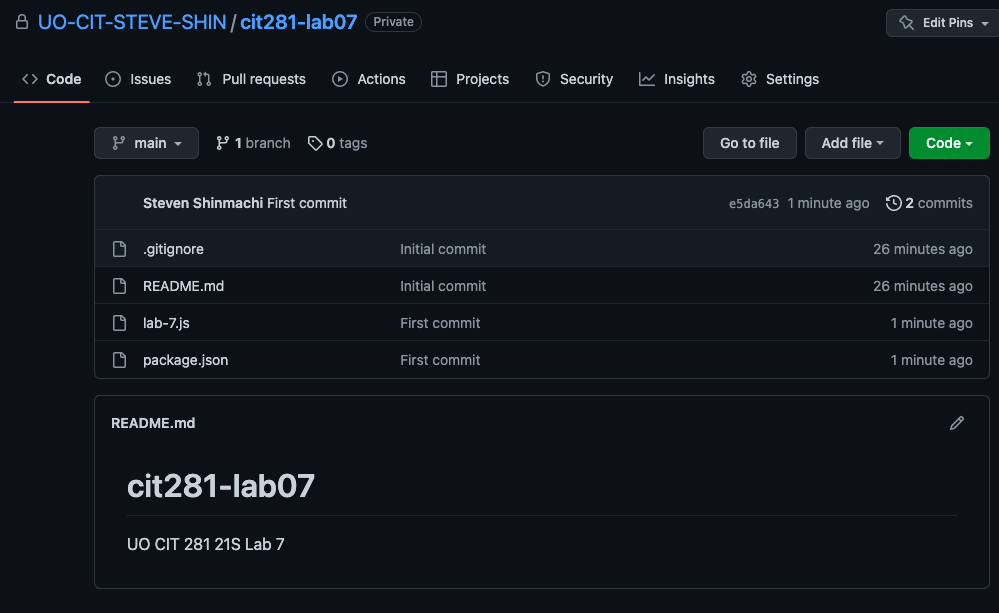 UO-CIT-STEVE-SHIN / cit281-lab07 Private Edit Pins
Code Issues Pull requests Actions Projects Security Insights Settings
main 1 branch 0 tags Go to file Add file Code
Steven Shinmachi First commit e5da643 1 minute ago 2 commits
.gitignore Initial commit 26 minutes ago
README.md Initial commit 26 minutes ago
lab-7.js First commit 1 minute ago
package.json First commit 1 minute ago
README.md
cit281-lab07
UO CIT 281 21S Lab 7